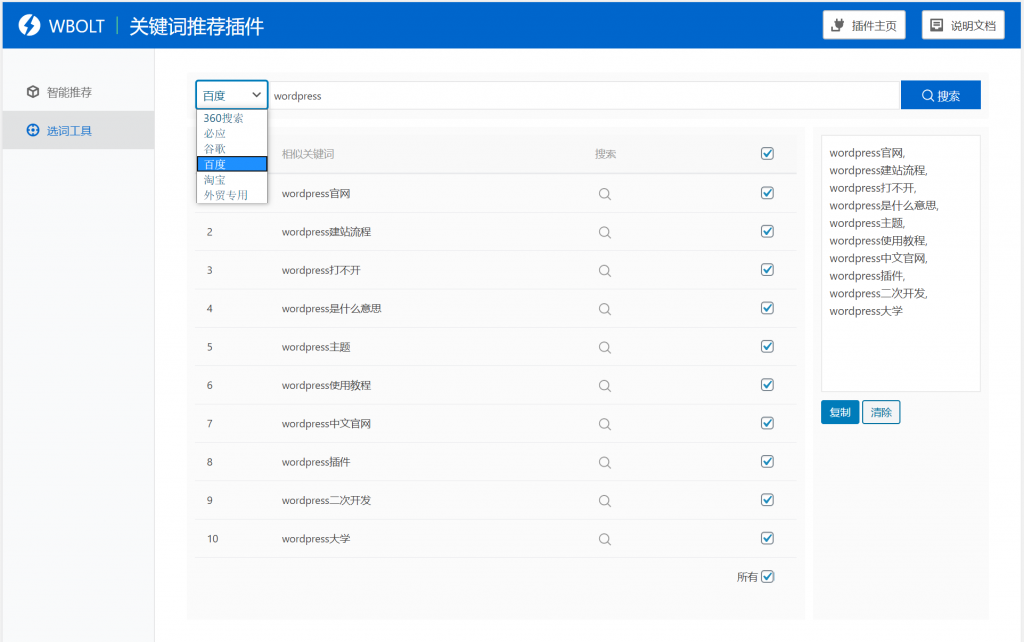 WBOLT 关键词推荐插件
插件主页
说明文档
智能推荐
选词工具
百度
wordpress
搜索
360搜索
必应
谷歌
百度
淘宝
外贸专用
相似关键词 搜索
wordpress官网
2 wordpress建站流程
3 wordpress打不开
4 wordpress是什么意思
5 wordpress主题
6 wordpress使用教程
7 wordpress中文官网
8 wordpress插件
9 wordpress二次开发
10 wordpress大学
所有
wordpress官网,
wordpress建站流程,
wordpress打不开,
wordpress是什么意思,
wordpress主题,
wordpress使用教程,
wordpress中文官网,
wordpress插件,
wordpress二次开发,
wordpress大学
复制
清除